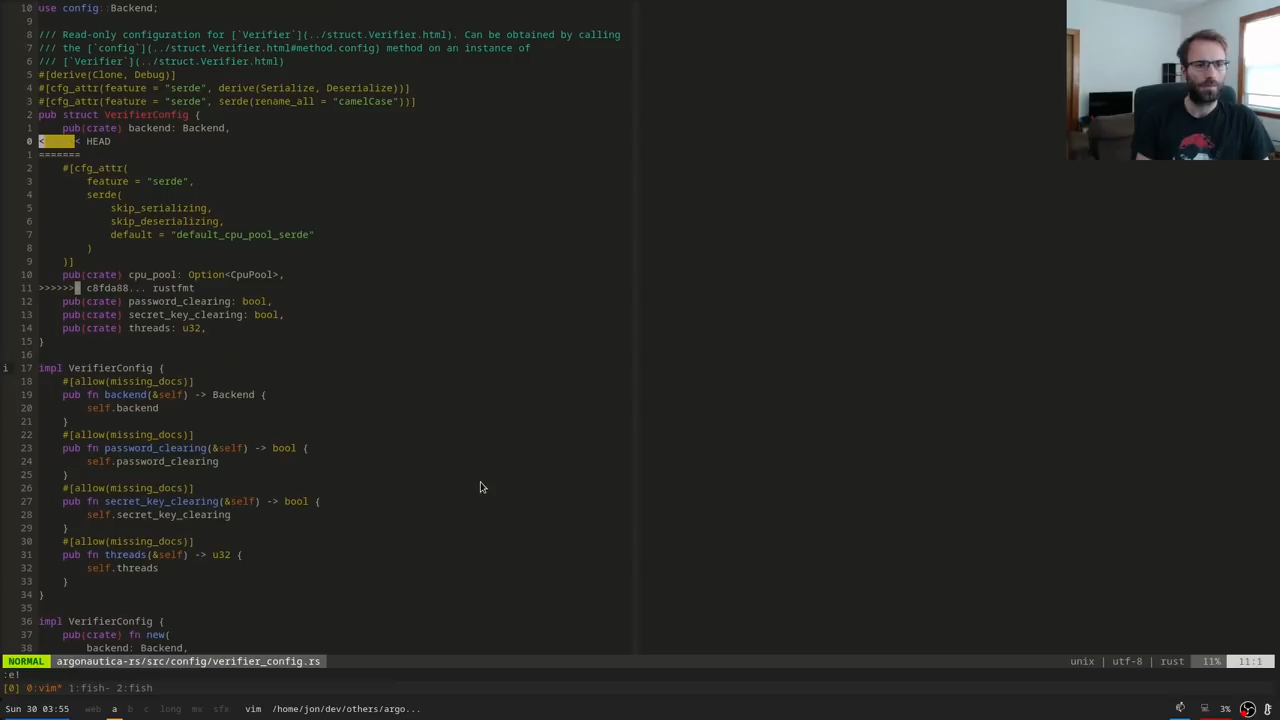 10 use config::Backend;
9
8 /// Read-only configuration for [`Verifier`](../struct.Verifier.html). Can be obtained by calling
7 /// the [`config`](../struct.Verifier.html#method.config) method on an instance of
6 /// [`Verifier`](../struct.Verifier.html)
5 #[derive(Clone, Debug)]
4 #[cfg_attr(feature = "serde", derive(Serialize, Deserialize))]
3 #[cfg_attr(feature = "serde", serde(rename_all = "camelCase"))]
2 pub struct VerifierConfig {
1     pub(crate) backend: Backend,
0 <     < HEAD
1 =======
2     #[cfg_attr(
3         feature = "serde",
4         serde(
5             skip_serializing,
6             skip_deserializing,
7             default = "default_cpu_pool_serde"
8         )
9     )]
10     pub(crate) cpu_pool: Option<CpuPool>,
11 >>>>>>  c8fda88... rustfmt
12     pub(crate) password_clearing: bool,
13     pub(crate) secret_key_clearing: bool,
14     pub(crate) threads: u32,
15 }
16
i 17 impl VerifierConfig {
18     #[allow(missing_docs)]
19     pub fn backend(&self) -> Backend {
20         self.backend
21     }
22     #[allow(missing_docs)]
23     pub fn password_clearing(&self) -> bool {
24         self.password_clearing
25     }
26     #[allow(missing_docs)]
27     pub fn secret_key_clearing(&self) -> bool {
28         self.secret_key_clearing
29     }
30     #[allow(missing_docs)]
31     pub fn threads(&self) -> u32 {
32         self.threads
33     }
34 }
35
36 impl VerifierConfig {
37     pub(crate) fn new(
38         backend: Backend,
NORMAL argonautica-rs/src/config/verifier_config.rs unix | utf-8 | rust 11% 11:1
:e!
[0] 0:vim* 1:fish- 2:fish
Sun 30 03:55 web a b c long mx sfx vim /home/jon/dev/others/argo... 3%